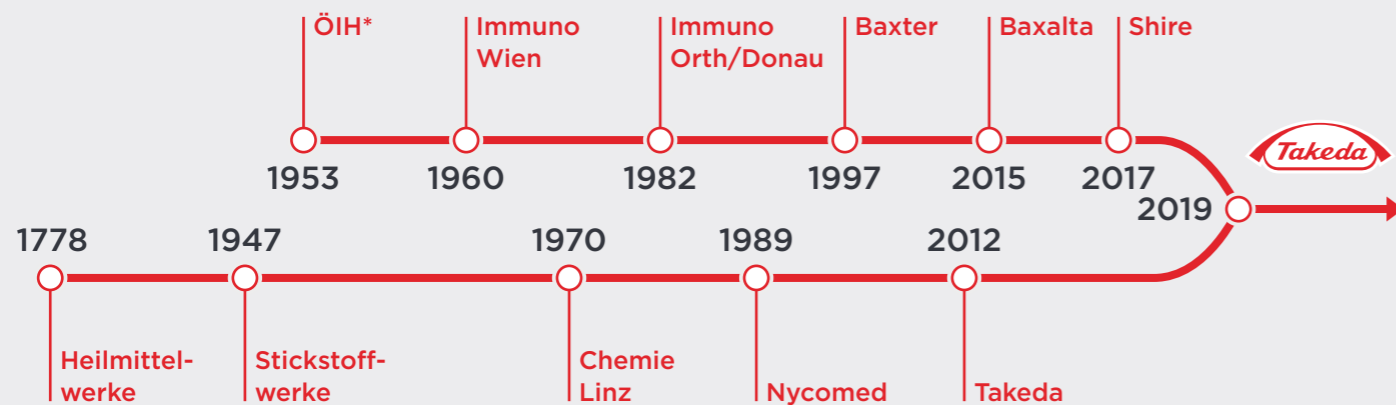 ÖIH*
Immuno
Wien
Immuno
Orth/Donau
Baxter
Baxalta
Shire
1953
1960
1982
1997
2015
2017
Takeda
2019
1778
1947
1970
1989
2012
Heilmittel-
werke
Stickstoff-
werke
Chemie
Linz
Nycomed
Takeda